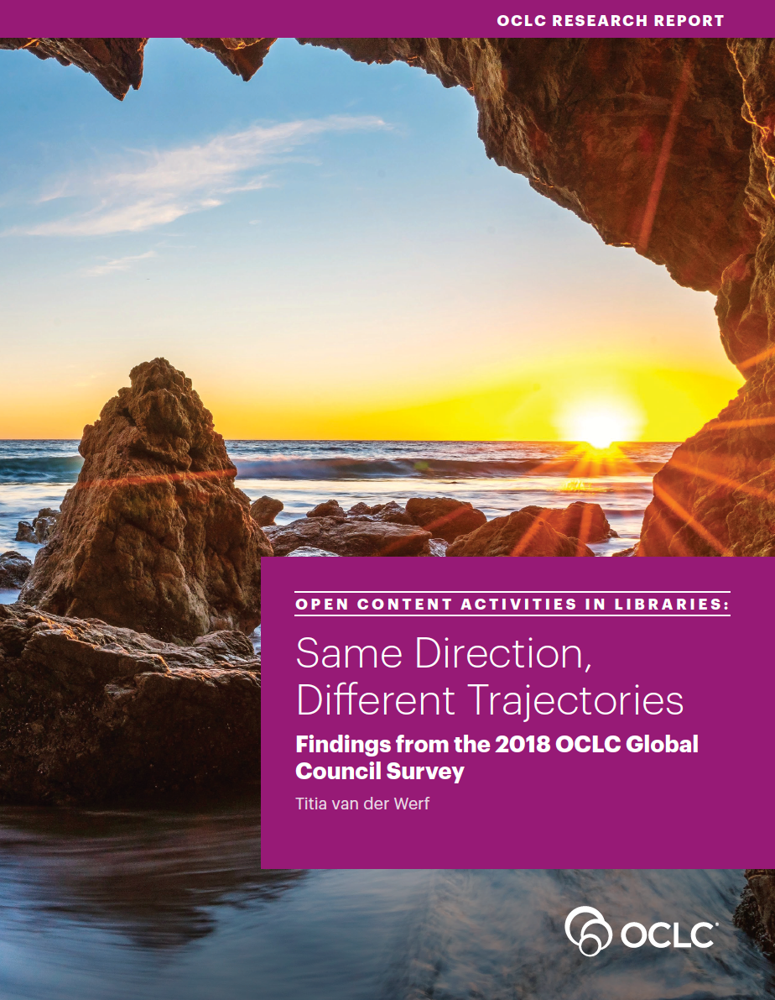 OCLC RESEARCH REPORT
OPEN CONTENT ACTIVITIES IN LIBRARIES:
Same Direction,
Different Trajectories
Findings from the 2018 OCLC Global
Council Survey
Titia van der Werf
OCLC